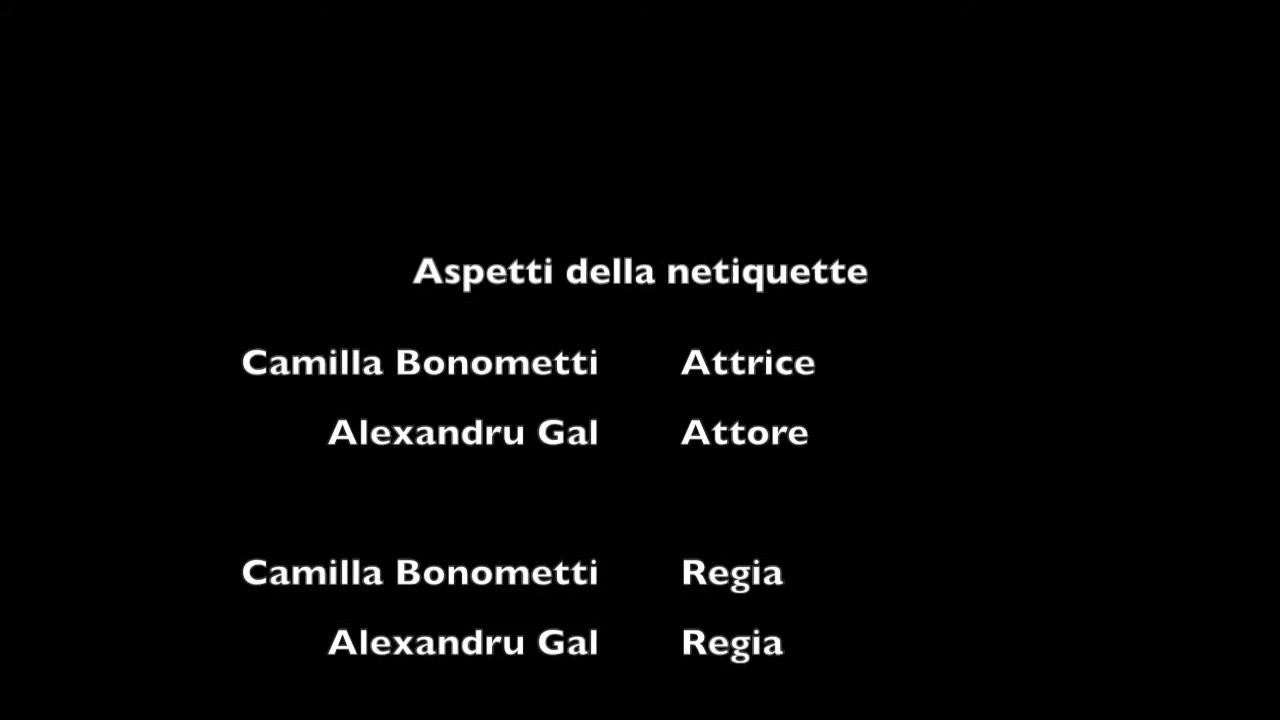 Aspetti della netiquette
Camilla Bonometti Attrice
Alexandru Gal Attore
Camilla Bonometti Regia
Alexandru Gal Regia